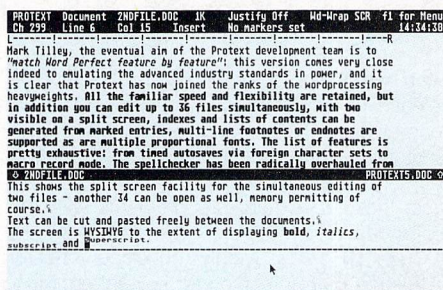 PROTEXT Document 2NDFILE.DOC 1K Justify Off Wd-Wrap SCR f1 for Menu
Ch 299 Line 6 Col 15 Insert No markers set 14:34:30
L-----!-----!-----!-----!-----!-----!-----!-----!----R
Mark Tilley, the eventual aim of the Protext development team is to
"match Word Perfect feature by feature": this version comes very close
indeed to emulating the advanced industry standards in power, and it
is clear that Protext has now joined the ranks of the wordprocessing
heavyweights. All the familiar speed and flexibility are retained, but
in addition you can edit up to 36 files simultaneously, with two
visible on a split screen, indexes and lists of contents can be
generated from marked entries, multi-line footnotes or endnotes are
supported as are multiple proportional fonts. The list of features is
pretty exhaustive: from timed autosaves via foreign character sets to
macro record mode. The spellchecker has been radically overhauled from
⇩ 2NDFILE.DOC PROTEXT5.DOC ⇧
This shows the split screen facility for the simultaneous editing of
two files - another 34 can be open as well, memory permitting of
course.
Text can be cut and pasted freely between the documents.
The screen is WYSIWYG to the extent of displaying bold, italics,
subscript and superscript.